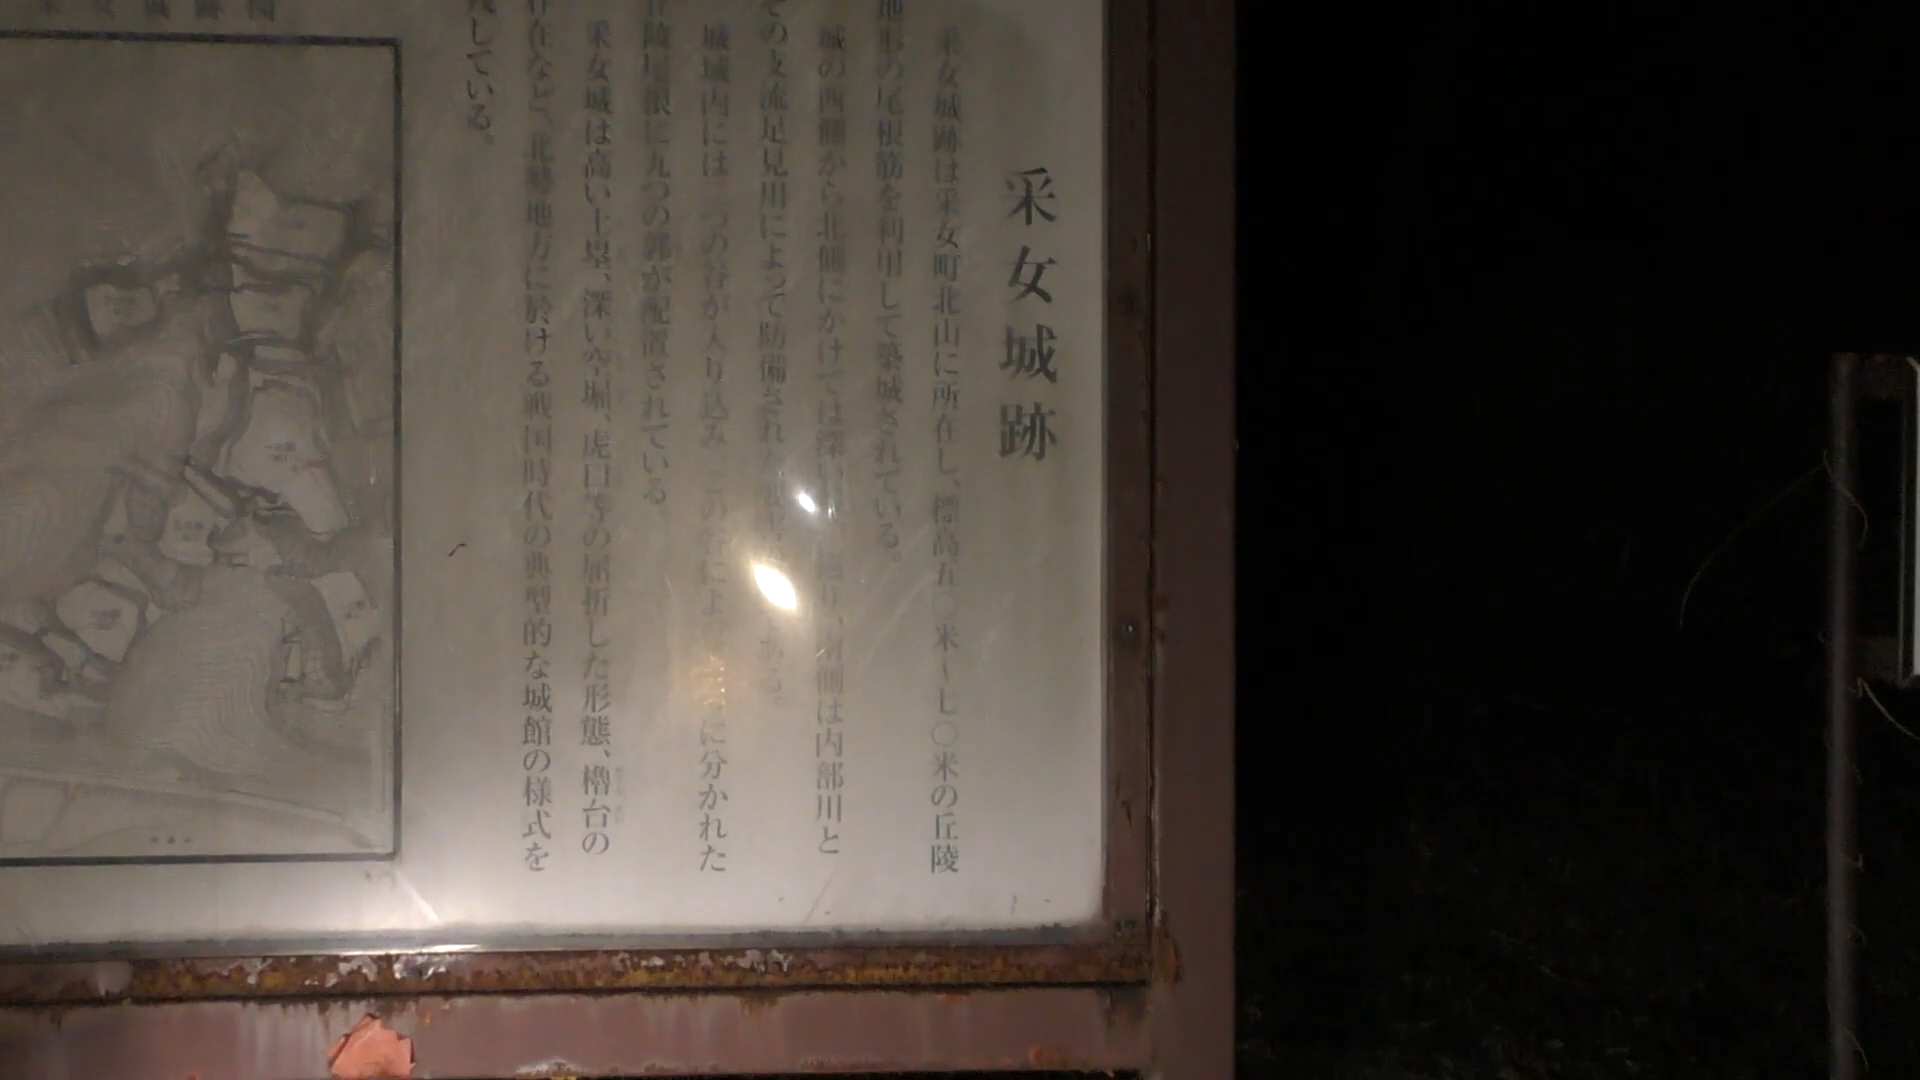 采女城跡
采女城跡は采女町北山に所在し、標高五〇米〜七〇米の丘陵
地形の尾根筋を利用して築城されている。
城の西側から北側にかけては深い 側は内部川と
その支流足見川によって防備され ある。
城域内には二つの谷が入り込み、この谷によ に分かれた
丘陵尾根に九つの郭が配置されている。
采女城は高い土塁、深い空堀、虎口等の屈折した形態、櫓台の
存在など、北勢地方に於ける戦国時代の典型的な城館の様式を
残している。
采女城跡図